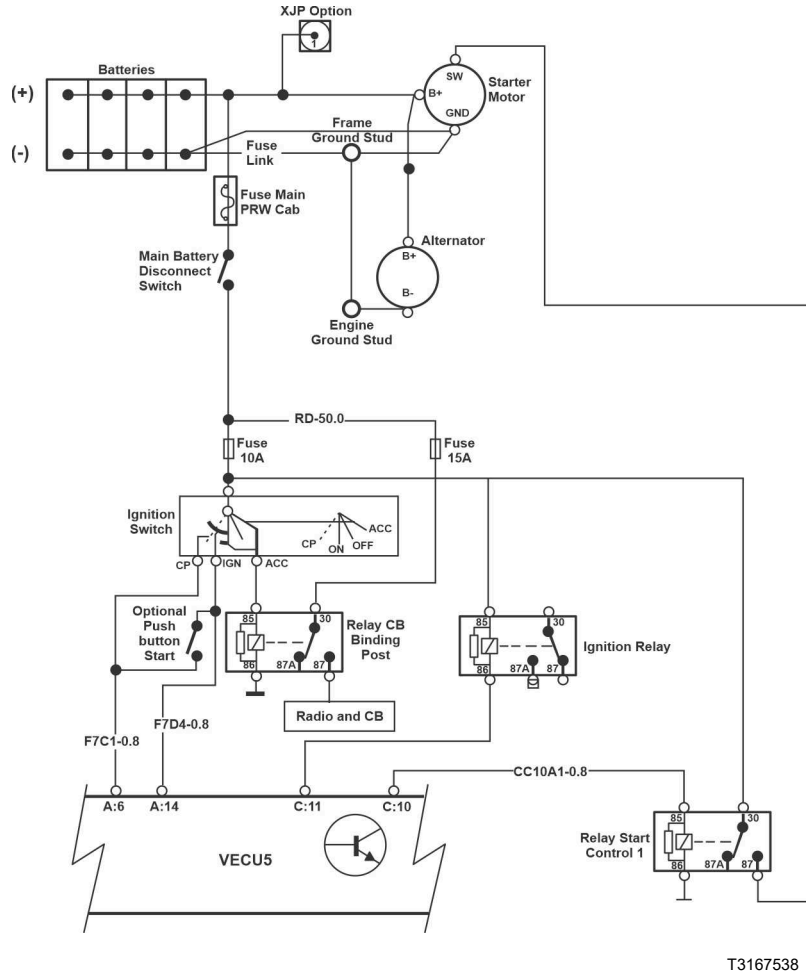 XJP Option
1
Batteries
(+)
(-)
SW
B+
GND
Starter
Motor
Frame
Ground Stud
Fuse
Link
Fuse Main
PRW Cab
Main Battery
Disconnect
Switch
Alternator
B+
B-
Engine
Ground Stud
RD-50.0
Fuse
10A
Fuse
15A
Ignition
Switch
CP
ON
OFF
ACC
CP
IGN
ACC
Optional
Push
button
Start
85
30
86
87A
87
Relay CB
Binding
Post
Radio and CB
85
30
86
87A
87
Ignition Relay
F7C1-0.8
F7D4-0.8
CC10A1-0.8
A:6
A:14
C:11
C:10
VECU5
Relay Start
Control 1
85
30
86
87A
87
T3167538